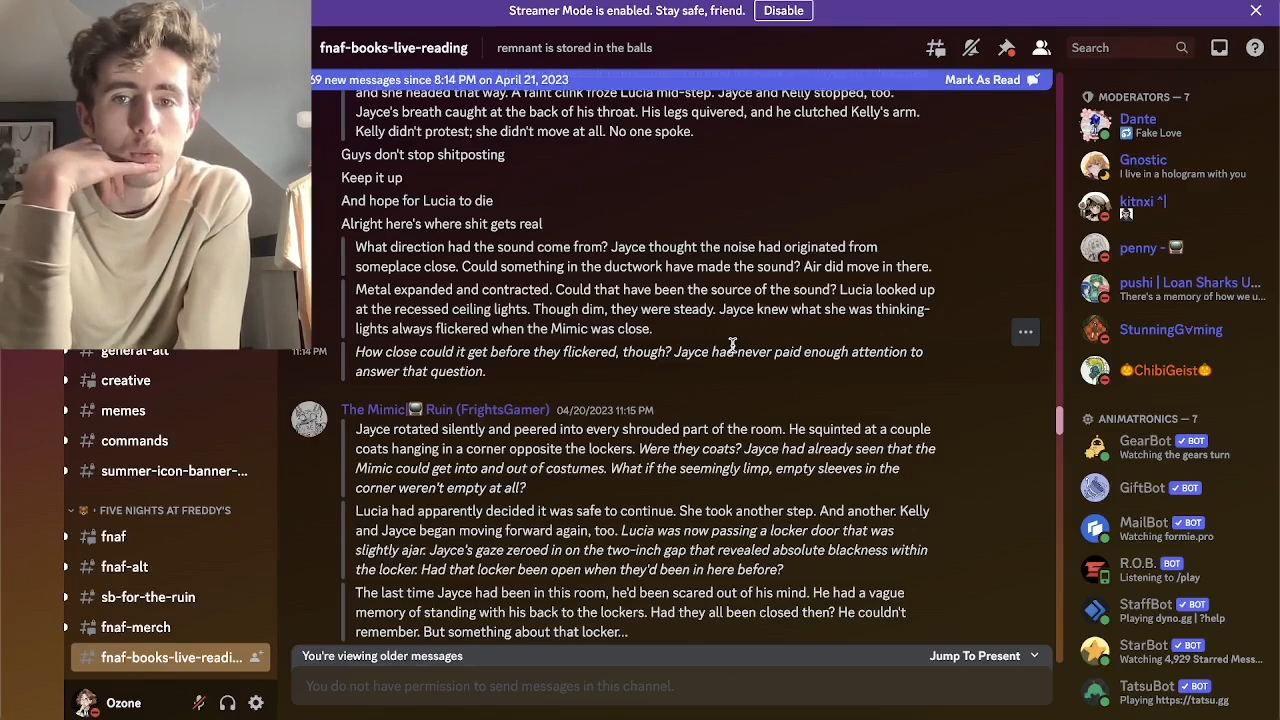 Streamer Mode is enabled. Stay safe, friend.
Disable
fnaf-books-live-reading
remnant is stored in the balls
Search
69 new messages since 8:14 PM on April 21, 2023
Mark As Read
and she headed that way. A faint clink froze Lucia mid-step. Jayce and Kelly stopped, too.
Jayce's breath caught at the back of his throat. His legs quivered, and he clutched Kelly's arm.
Kelly didn't protest; she didn't move at all. No one spoke.
Guys don't stop shitposting
Keep it up
And hope for Lucia to die
Alright here's where shit gets real
What direction had the sound come from? Jayce thought the noise had originated from
someplace close. Could something in the ductwork have made the sound? Air did move in there.
Metal expanded and contracted. Could that have been the source of the sound? Lucia looked up
at the recessed ceiling lights. Though dim, they were steady. Jayce knew what she was thinking-
lights always flickered when the Mimic was close.
11:14 PM
How close could it get before they flickered, though? Jayce had never paid enough attention to
answer that question.
The Mimic| Ruin (FrightsGamer) 04/20/2023 11:15 PM
Jayce rotated silently and peered into every shrouded part of the room. He squinted at a couple
coats hanging in a corner opposite the lockers. Were they coats? Jayce had already seen that the
Mimic could get into and out of costumes. What if the seemingly limp, empty sleeves in the
corner weren't empty at all?
Lucia had apparently decided it was safe to continue. She took another step. And another. Kelly
and Jayce began moving forward again, too. Lucia was now passing a locker door that was
slightly ajar. Jayce's gaze zeroed in on the two-inch gap that revealed absolute blackness within
the locker. Had that locker been open when they'd been in here before?
The last time Jayce had been in this room, he'd been scared out of his mind. He had a vague
memory of standing with his back to the lockers. Had they all been closed then? He couldn't
remember. But something about that locker...
You're viewing older messages
Jump To Present
You do not have permission to send messages in this channel.
general-alt
creative
memes
commands
summer-icon-banner-...
FIVE NIGHTS AT FREDDY'S
fnaf
fnaf-alt
sb-for-the-ruin
fnaf-merch
fnaf-books-live-readi...
Ozone
MODERATORS — 7
Dante
Fake Love
Gnostic
I live in a hologram with you
kitnxi ^|
penny -
pushi | Loan Sharks U...
There's a memory of how we u...
StunningG∀ming
ChibiGeist
ANIMATRONICS — 7
GearBot BOT
Watching the gears turn
GiftBot BOT
MailBot BOT
Watching formie.pro
R.O.B. BOT
Listening to /play
StaffBot BOT
Playing dyno.gg | ?help
StarBot BOT
Watching 4,929 Starred Mess...
TatsuBot BOT
Playing https://tatsu.gg